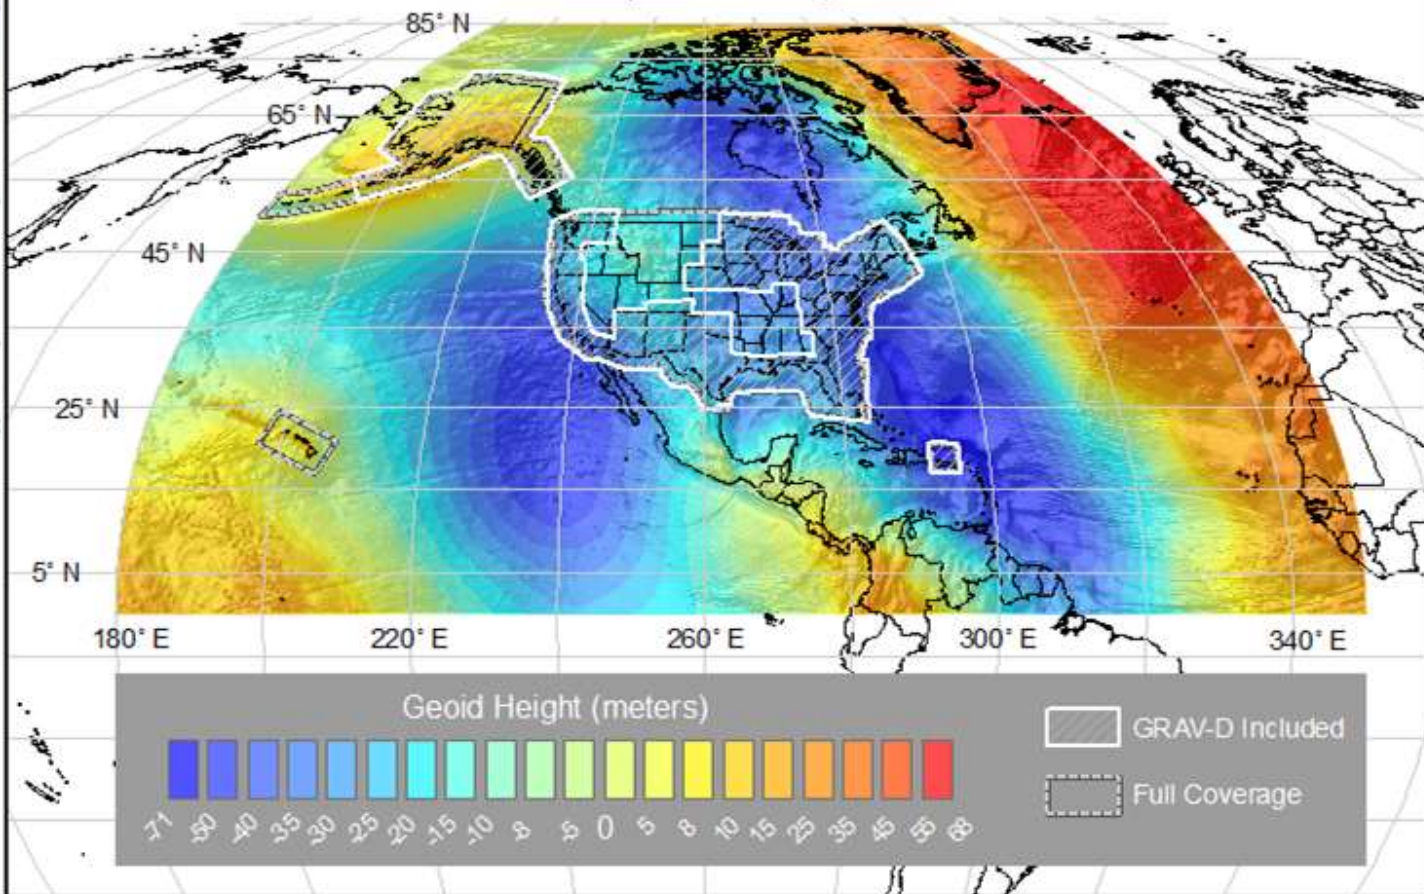 85° N
65° N
45° N
25° N
5° N
180° E 220° E 260° E 300° E 340° E
Geoid Height (meters)
-71 -50 -40 -35 -30 -25 -20 -15 -10 -8 -5 0 5 8 10 15 25 35 45 55 68
GRAV-D Included
Full Coverage